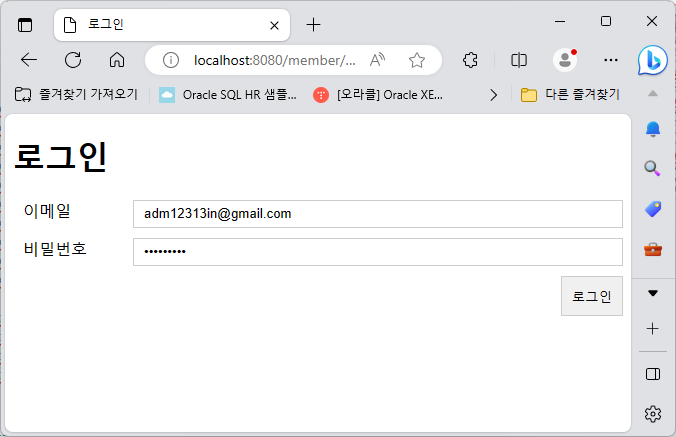 로그인
localhost:8080/member/...
즐겨찾기 가져오기
Oracle SQL HR 샘플...
[오라클] Oracle XE...
다른 즐겨찾기
로그인
이메일
adm12313in@gmail.com
비밀번호
•••••••••
로그인